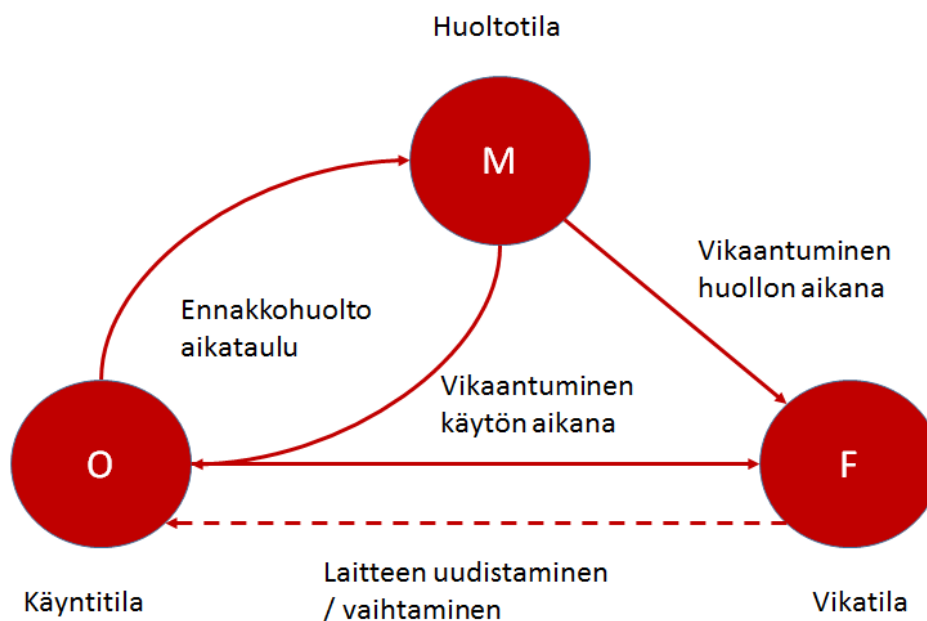 Huoltotila
M
Vikaantuminen
huollon aikana
Ennakkohuolto
aikataulu
Vikaantuminen
käytön aikana
O
F
Laitteen uudistaminen
/ vaihtaminen
Käyntitila
Vikatila